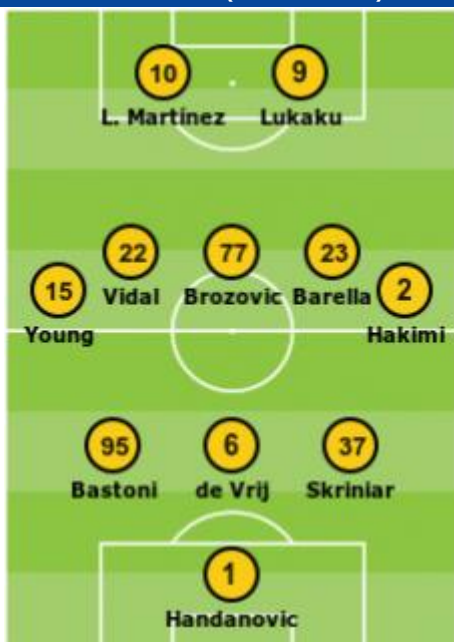 10 9
L. Martínez Lukaku
22 77 23
Vidal Brozovic Barella
15 2
Young Hakimi
95 6 37
Bastoni de Vrij Skriniar
1
Handanovic